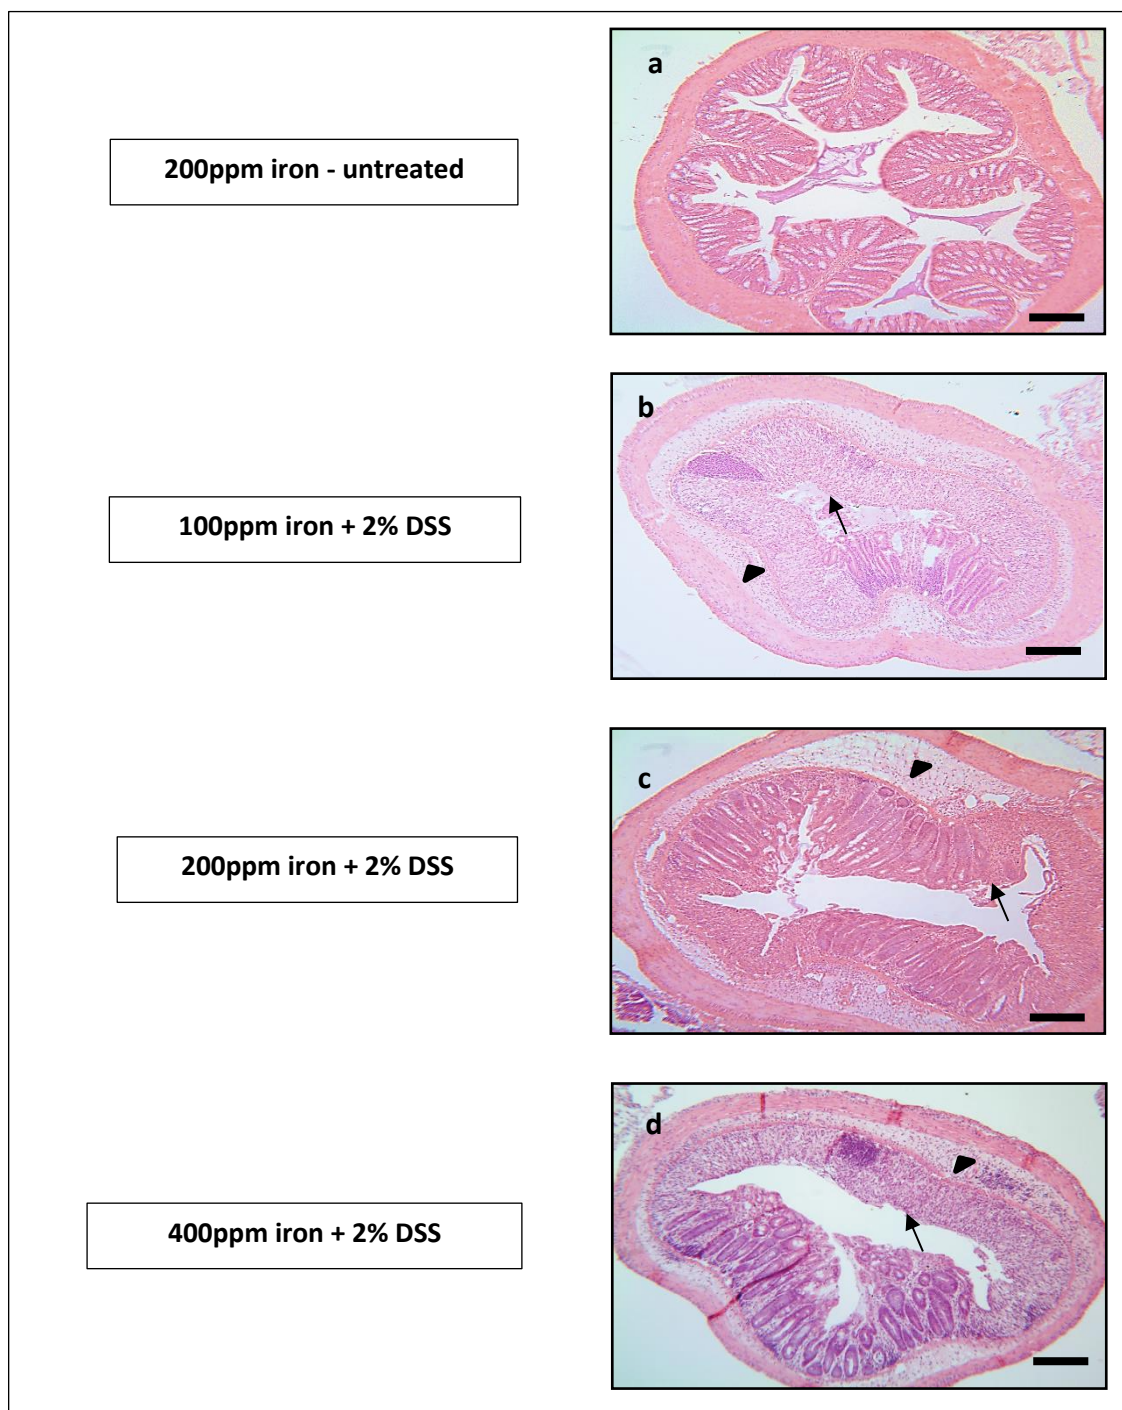 200ppm iron - untreated
a
100ppm iron + 2% DSS
b
200ppm iron + 2% DSS
c
400ppm iron + 2% DSS
d